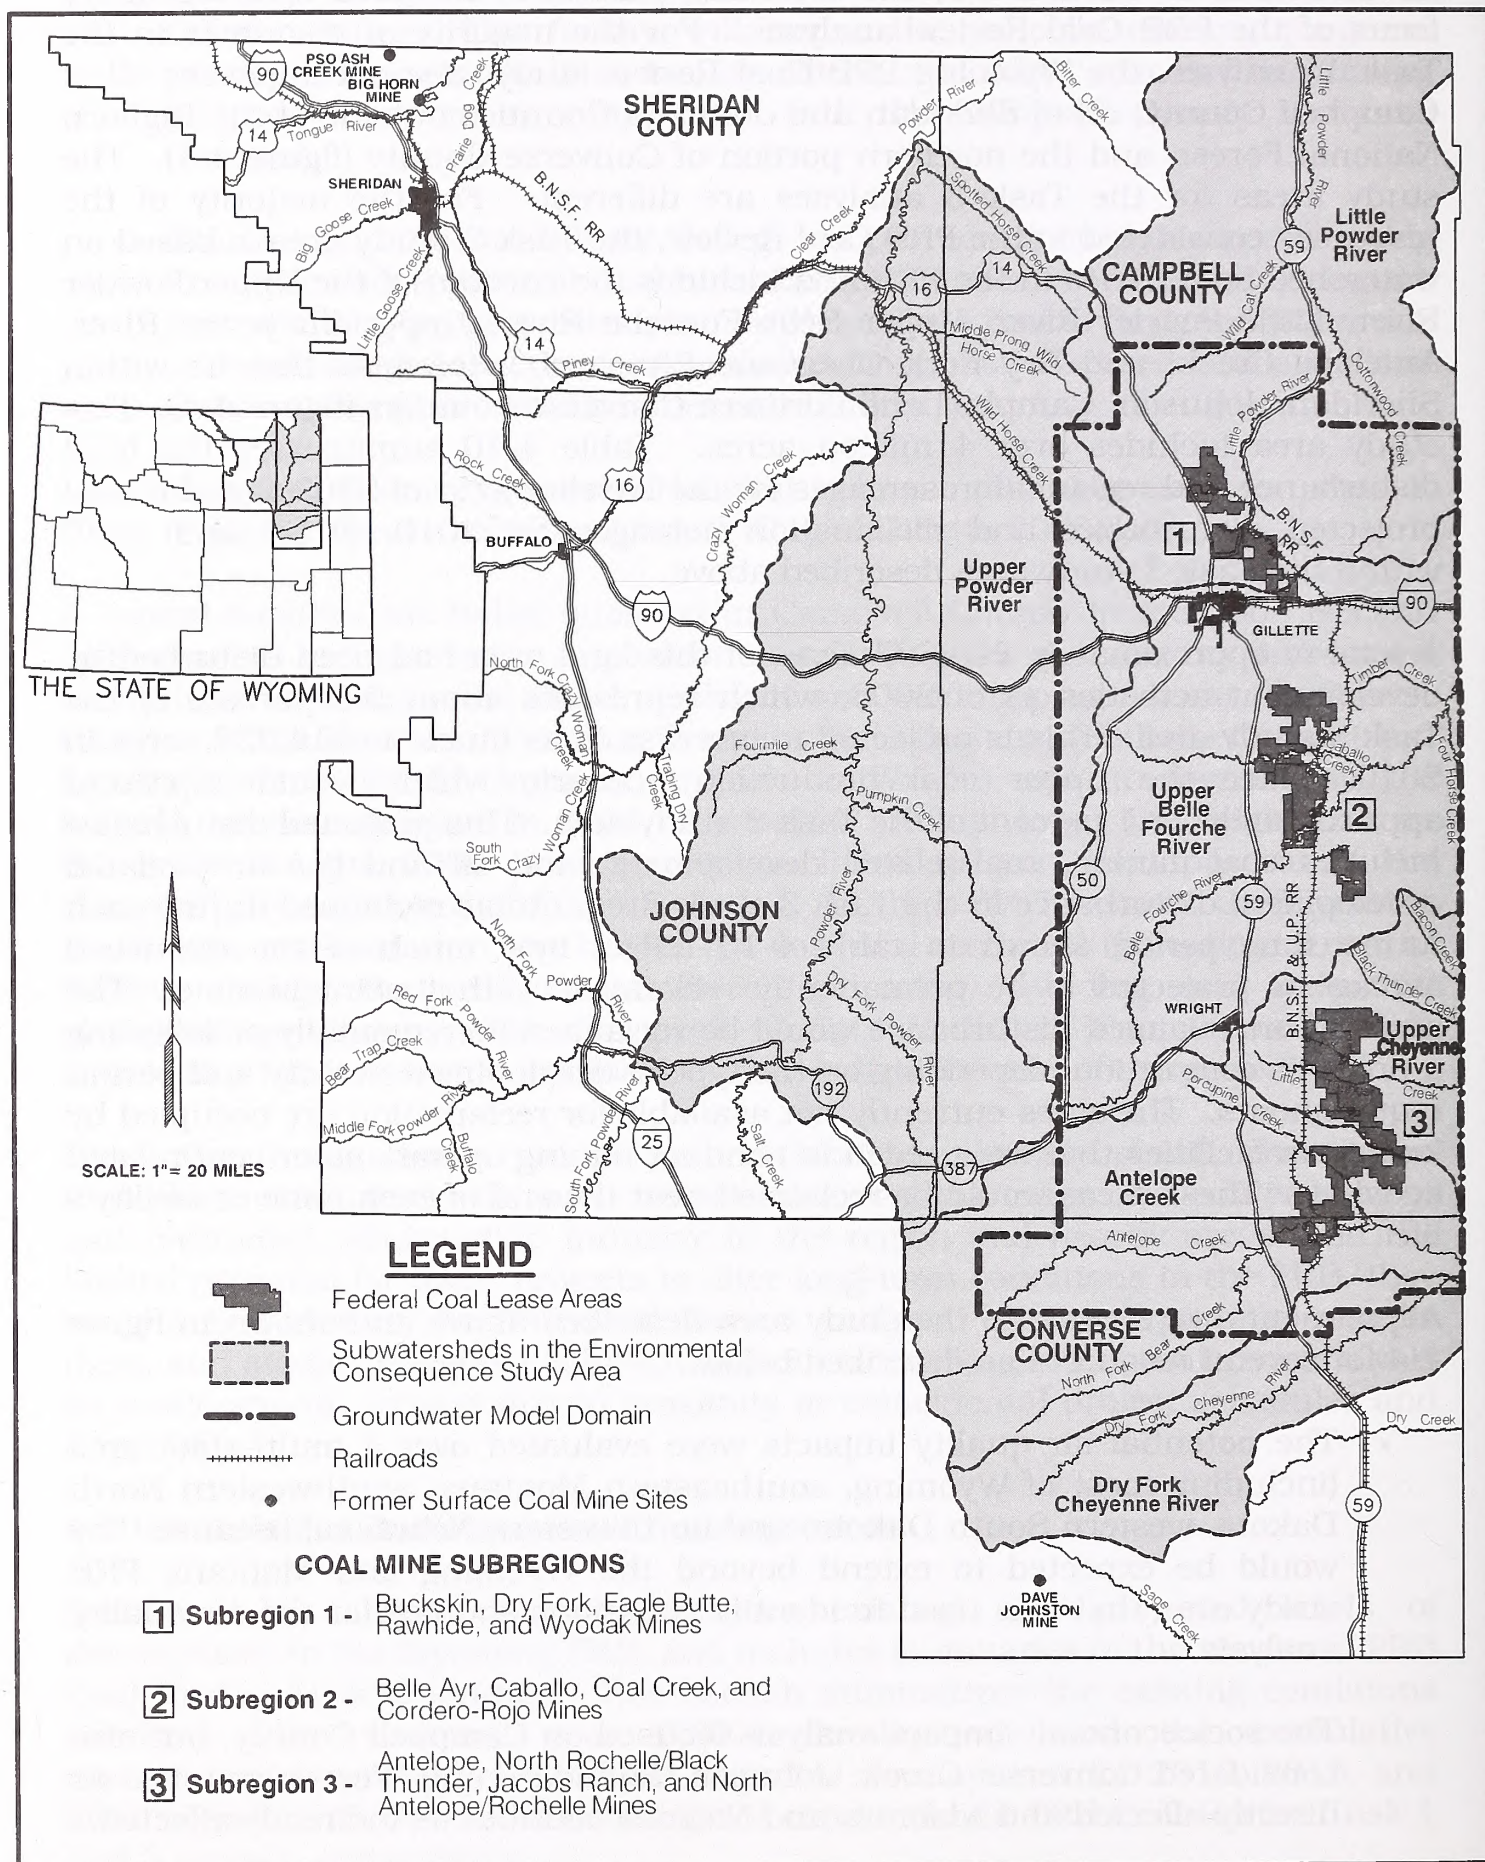 PSO ASH
CREEK MINE
BIG HORN
MINE
90
14
Tongue River
Prairie Dog Creek
SHERIDAN
COUNTY
SHERIDAN
Big Goose Creek
Little Goose Creek
B.N.S.F. RR
14
Piney Creek
16
Clear Creek
Powder River
Bitter Creek
Spotted Horse Creek
16
14
CAMPBELL
COUNTY
Little Powder River
59
Little
Powder
River
Wild Cat Creek
Middle Prong Wild
Horse Creek
Wild Horse Creek
Little Powder River
Cottonwood Creek
Rock Creek
BUFFALO
Crazy Woman Creek
90
Upper
Powder
River
1
B.N.S.F.
RR
90
GILLETTE
THE STATE OF WYOMING
North Fork Crazy Woman Creek
Trabing Dry
Creek
Fourmile Creek
Pumpkin Creek
Timber Creek
Caballo
Creek
Four Horse Creek
Upper
Belle
Fourche
River
2
South
Fork Crazy Woman Creek
50
59
Belle Fourche River
B.N.S.F. & U.P. RR
Bacon Creek
Black Thunder Creek
JOHNSON
COUNTY
Powder River
North Fork Powder River
Dry Fork Powder River
Red Fork Powder River
Bear Trap Creek
Middle Fork Powder River
Buffalo
Creek
South Fork Powder River
Salt Creek
192
25
387
WRIGHT
Upper
Cheyenne
River
Little
Creek
Porcupine Creek
3
SCALE: 1"= 20 MILES
Antelope
Creek
Antelope Creek
CONVERSE
COUNTY
North Fork Bear Creek
Dry Fork Cheyenne River
Dry Creek
Dry Fork
Cheyenne River
59
DAVE
JOHNSTON
MINE
Sage Creek
LEGEND
Federal Coal Lease Areas
Subwatersheds in the Environmental
Consequence Study Area
Groundwater Model Domain
Railroads
Former Surface Coal Mine Sites
COAL MINE SUBREGIONS
1 Subregion 1 - Buckskin, Dry Fork, Eagle Butte,
Rawhide, and Wyodak Mines
2 Subregion 2 - Belle Ayr, Caballo, Coal Creek, and
Cordero-Rojo Mines
3 Subregion 3 - Antelope, North Rochelle/Black
Thunder, Jacobs Ranch, and North
Antelope/Rochelle Mines